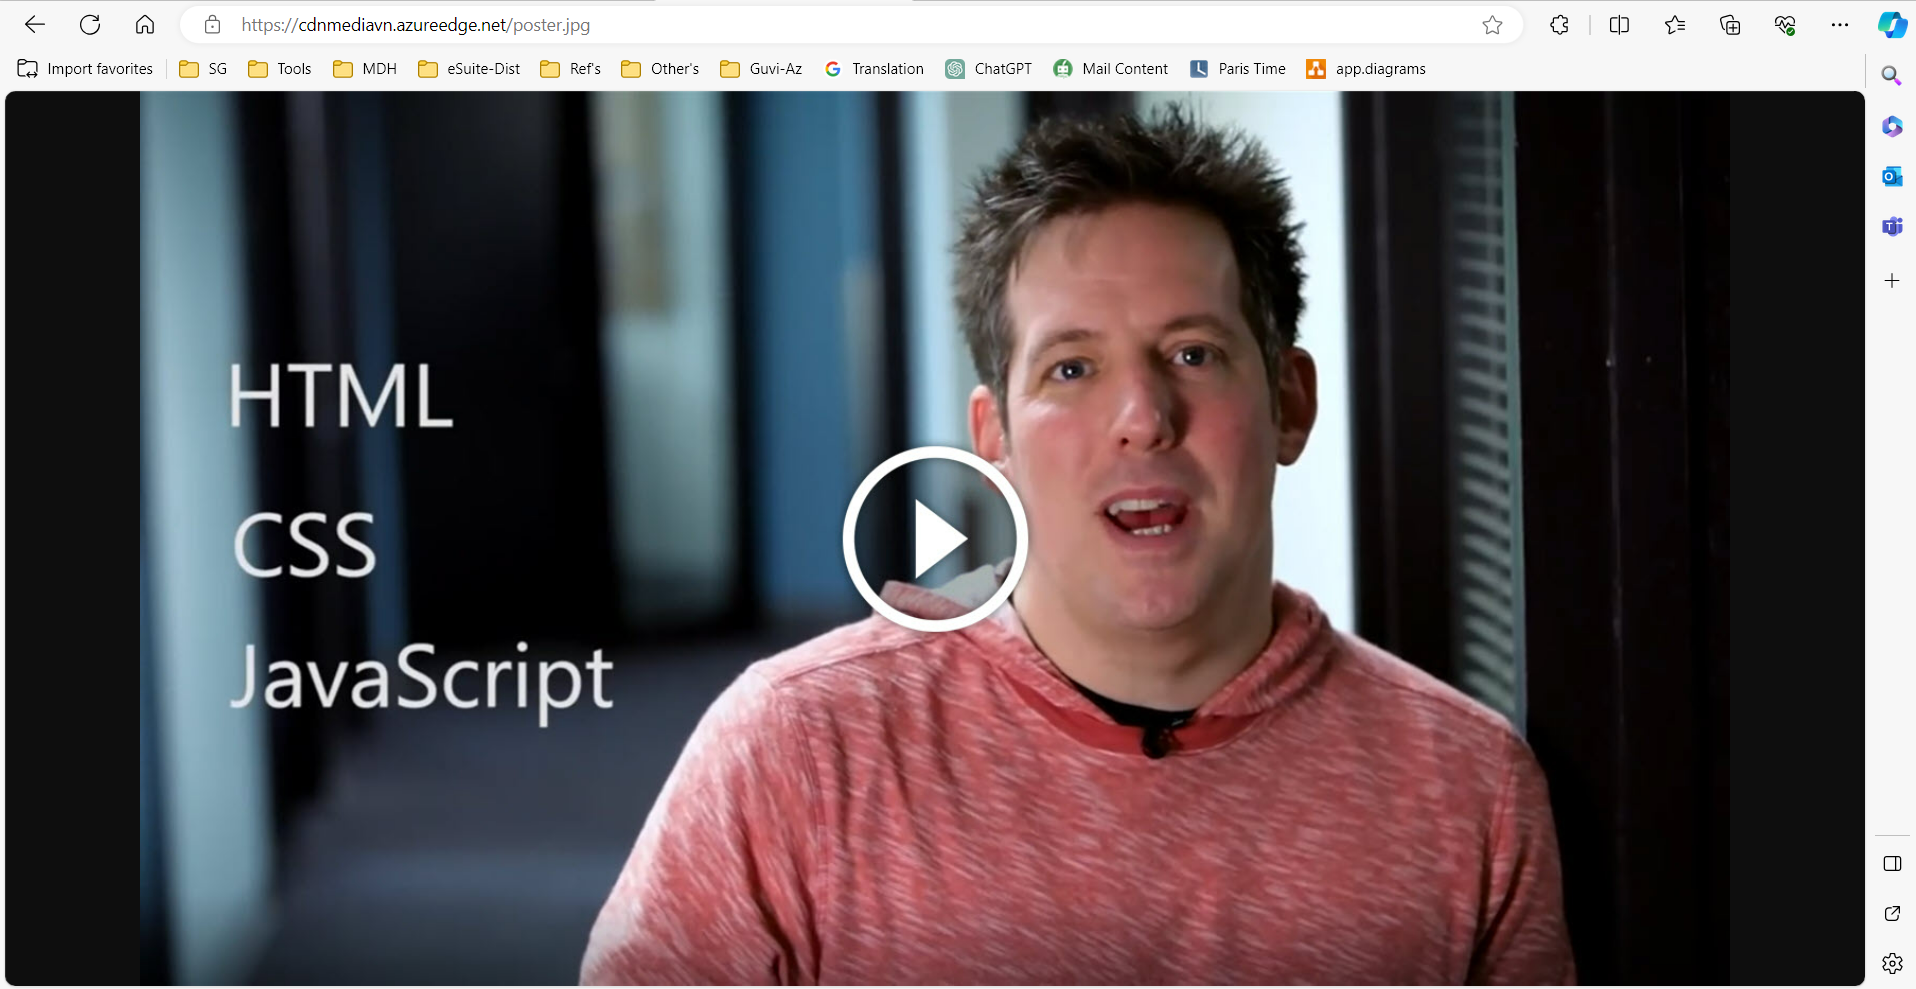 https://cdnmediavn.azureedge.net/poster.jpg
Import favorites SG Tools MDH eSuite-Dist Ref's Other's Guvi-Az Translation ChatGPT Mail Content Paris Time app.diagrams
HTML
CSS
JavaScript